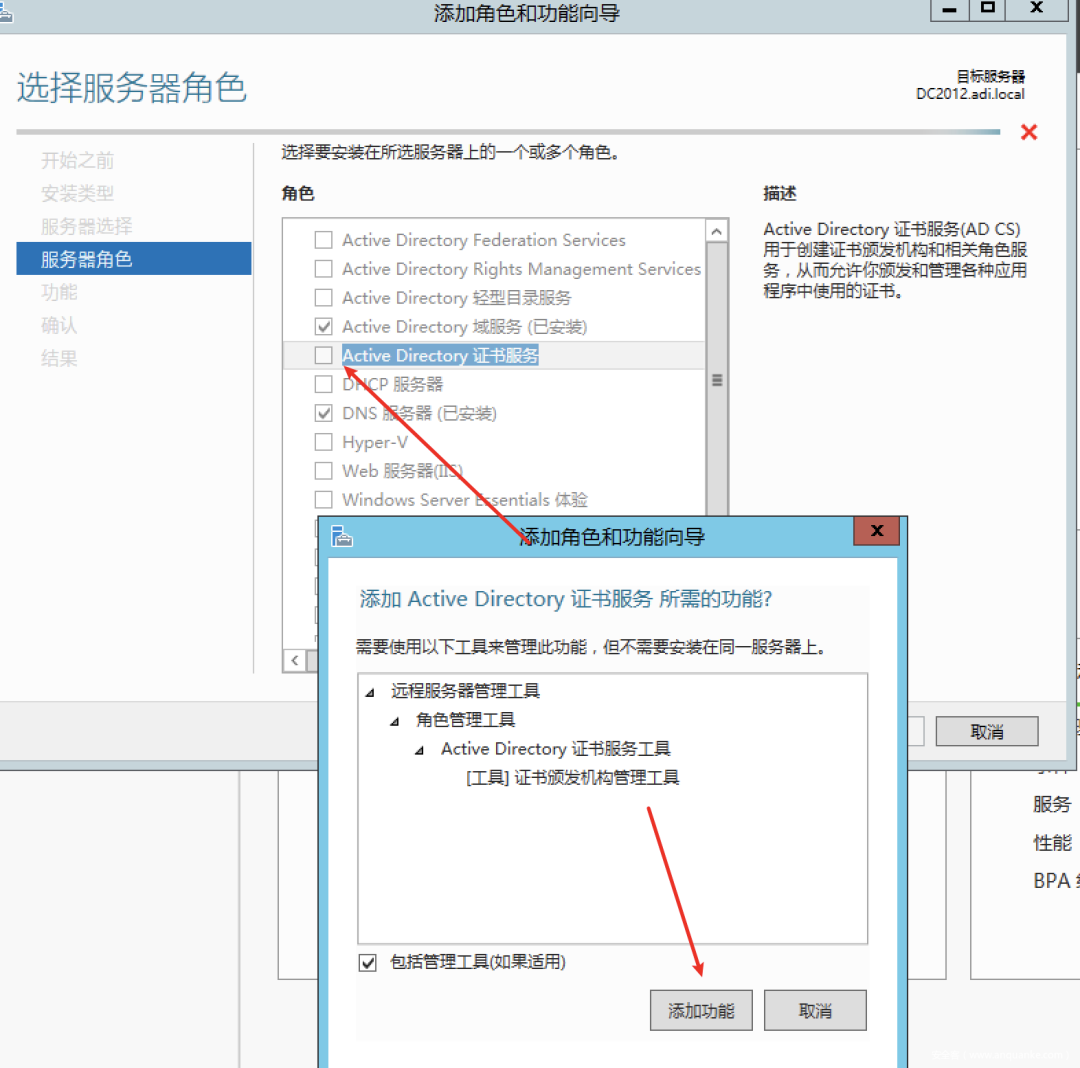 添加角色和功能向导
选择服务器角色
目标服务器
DC2012.adi.local
开始之前
安装类型
服务器选择
服务器角色
功能
确认
结果
选择要安装在所选服务器上的一个或多个角色。
角色
Active Directory Federation Services
Active Directory Rights Management Services
Active Directory 轻型目录服务
Active Directory 域服务 (已安装)
Active Directory 证书服务
DHCP 服务器
DNS 服务器 (已安装)
Hyper-V
Web 服务器(IIS)
Windows Server Essentials 体验
描述
Active Directory 证书服务(AD CS)
用于创建证书颁发机构和相关角色服
务，从而允许你颁发和管理各种应用
程序中使用的证书。
取消
添加角色和功能向导
添加 Active Directory 证书服务 所需的功能?
需要使用以下工具来管理此功能，但不需要安装在同一服务器上。
远程服务器管理工具
角色管理工具
Active Directory 证书服务工具
[工具] 证书颁发机构管理工具
包括管理工具(如果适用)
添加功能
取消
服务
性能
BPA